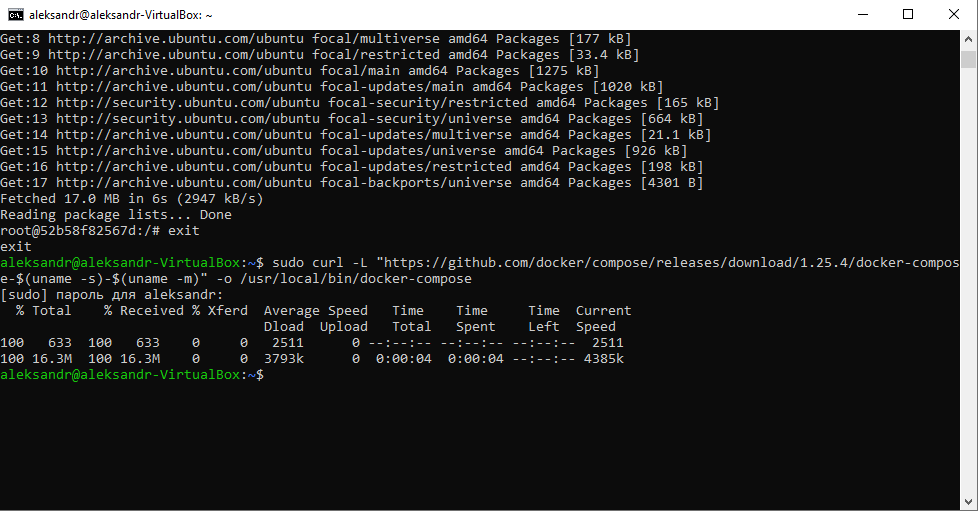 aleksandr@aleksandr-VirtualBox: ~
Get:8 http://archive.ubuntu.com/ubuntu focal/multiverse amd64 Packages [177 kB]
Get:9 http://archive.ubuntu.com/ubuntu focal/restricted amd64 Packages [33.4 kB]
Get:10 http://archive.ubuntu.com/ubuntu focal/main amd64 Packages [1275 kB]
Get:11 http://archive.ubuntu.com/ubuntu focal-updates/main amd64 Packages [1020 kB]
Get:12 http://security.ubuntu.com/ubuntu focal-security/restricted amd64 Packages [165 kB]
Get:13 http://security.ubuntu.com/ubuntu focal-security/universe amd64 Packages [664 kB]
Get:14 http://archive.ubuntu.com/ubuntu focal-updates/multiverse amd64 Packages [21.1 kB]
Get:15 http://archive.ubuntu.com/ubuntu focal-updates/universe amd64 Packages [926 kB]
Get:16 http://archive.ubuntu.com/ubuntu focal-updates/restricted amd64 Packages [198 kB]
Get:17 http://archive.ubuntu.com/ubuntu focal-backports/universe amd64 Packages [4301 B]
Fetched 17.0 MB in 6s (2947 kB/s)
Reading package lists... Done
root@52b58f82567d:/# exit
exit
aleksandr@aleksandr-VirtualBox:~$ sudo curl -L "https://github.com/docker/compose/releases/download/1.25.4/docker-compos
e-$(uname -s)-$(uname -m)" -o /usr/local/bin/docker-compose
[sudo] пароль для aleksandr:
  % Total    % Received % Xferd  Average Speed   Time    Time     Time  Current
                                 Dload  Upload   Total   Spent    Left  Speed
100   633  100   633    0     0   2511      0 --:--:-- --:--:-- --:--:--  2511
100 16.3M  100 16.3M    0     0  3793k      0  0:00:04  0:00:04 --:--:-- 4385k
aleksandr@aleksandr-VirtualBox:~$